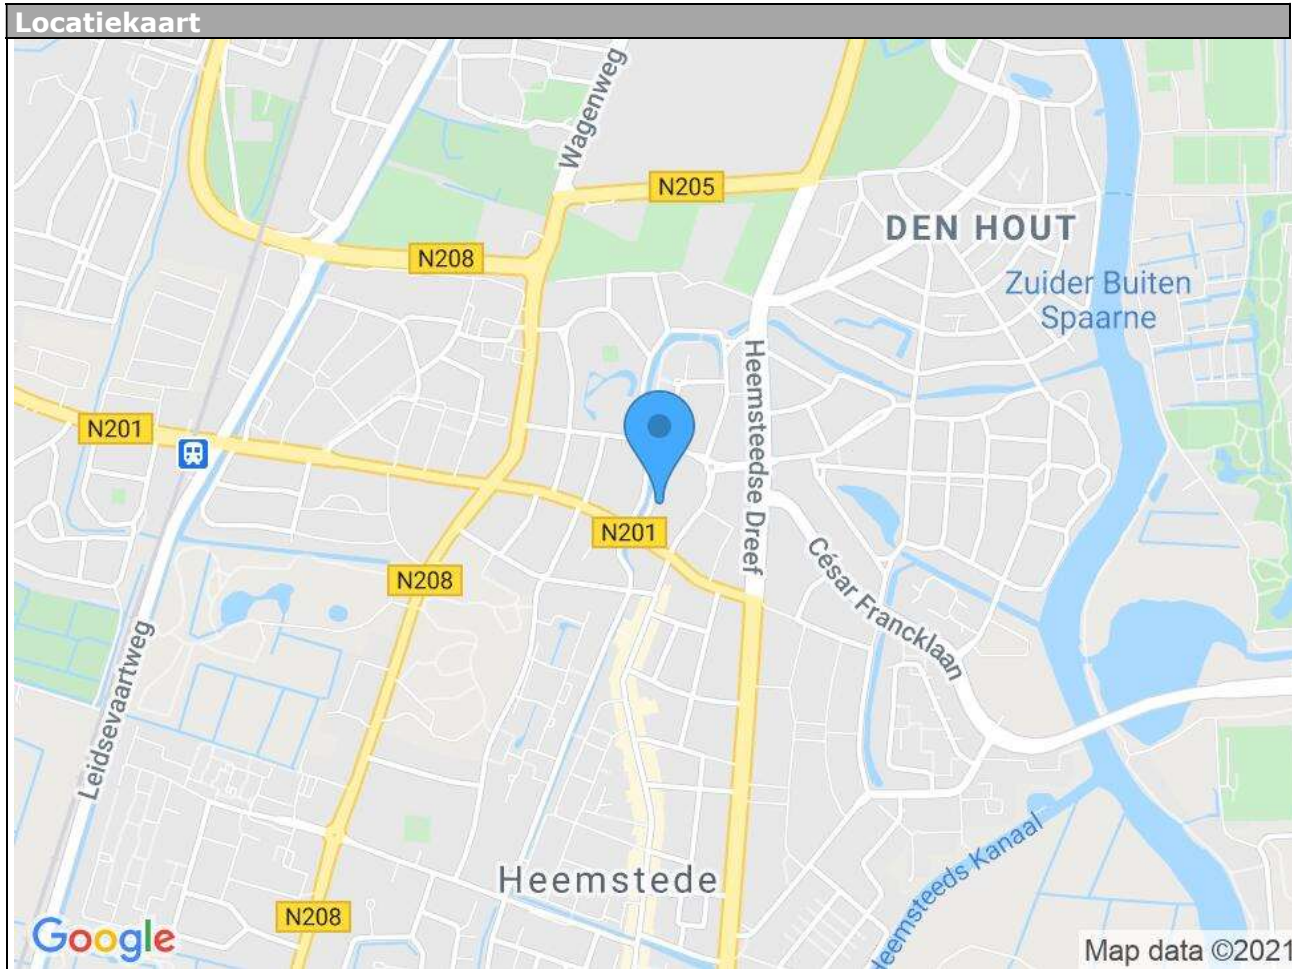 Locatiekaart
Wagenweg
N205
DEN HOUT
N208
Zuider Buiten
Spaarne
Heemsteedse Dreef
N201
N201
César Francklaan
N208
Leidsevaartweg
Heemstede
Heemsteeds Kanaal
N208
Google
Map data ©2021